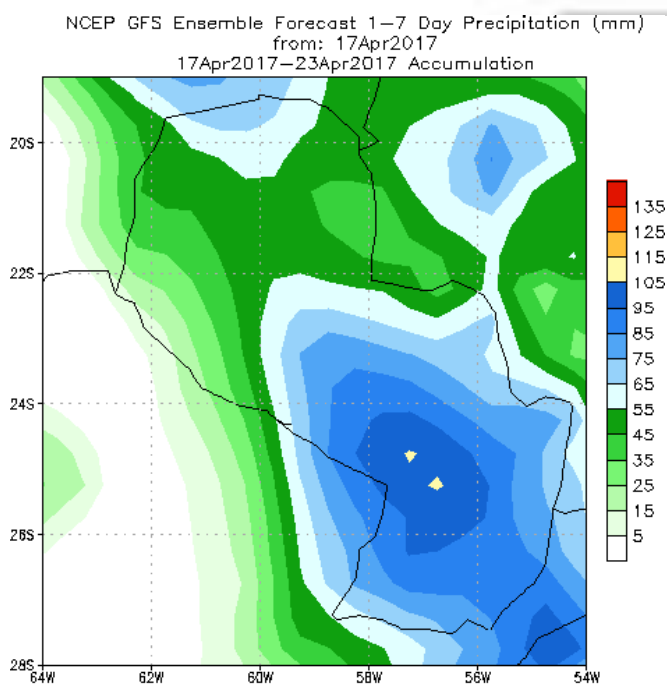 NCEP GFS Ensemble Forecast 1–7 Day Precipitation (mm)
from: 17Apr2017
17Apr2017–23Apr2017 Accumulation
20S
22S
24S
26S
28S
64W
62W
60W
58W
56W
54W
135
125
115
105
95
85
75
65
55
45
35
25
15
5